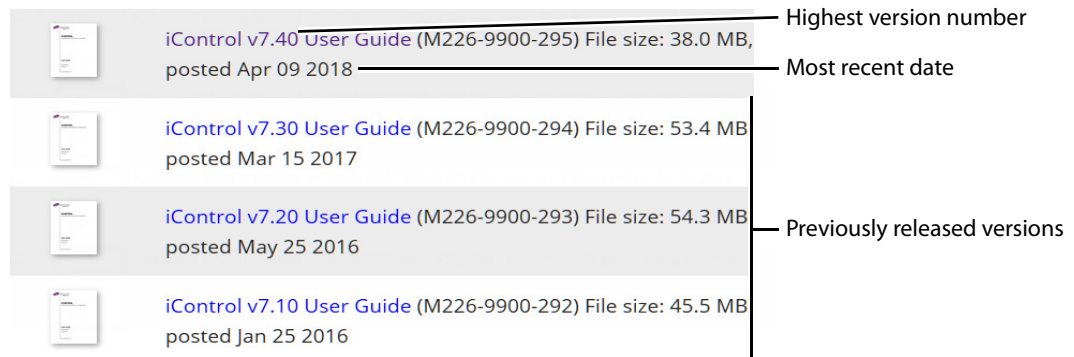 iControl v7.40 User Guide (M226-9900-295) File size: 38.0 MB,
posted Apr 09 2018
Highest version number
Most recent date
iControl v7.30 User Guide (M226-9900-294) File size: 53.4 MB
posted Mar 15 2017
iControl v7.20 User Guide (M226-9900-293) File size: 54.3 MB
posted May 25 2016
Previously released versions
iControl v7.10 User Guide (M226-9900-292) File size: 45.5 MB
posted Jan 25 2016